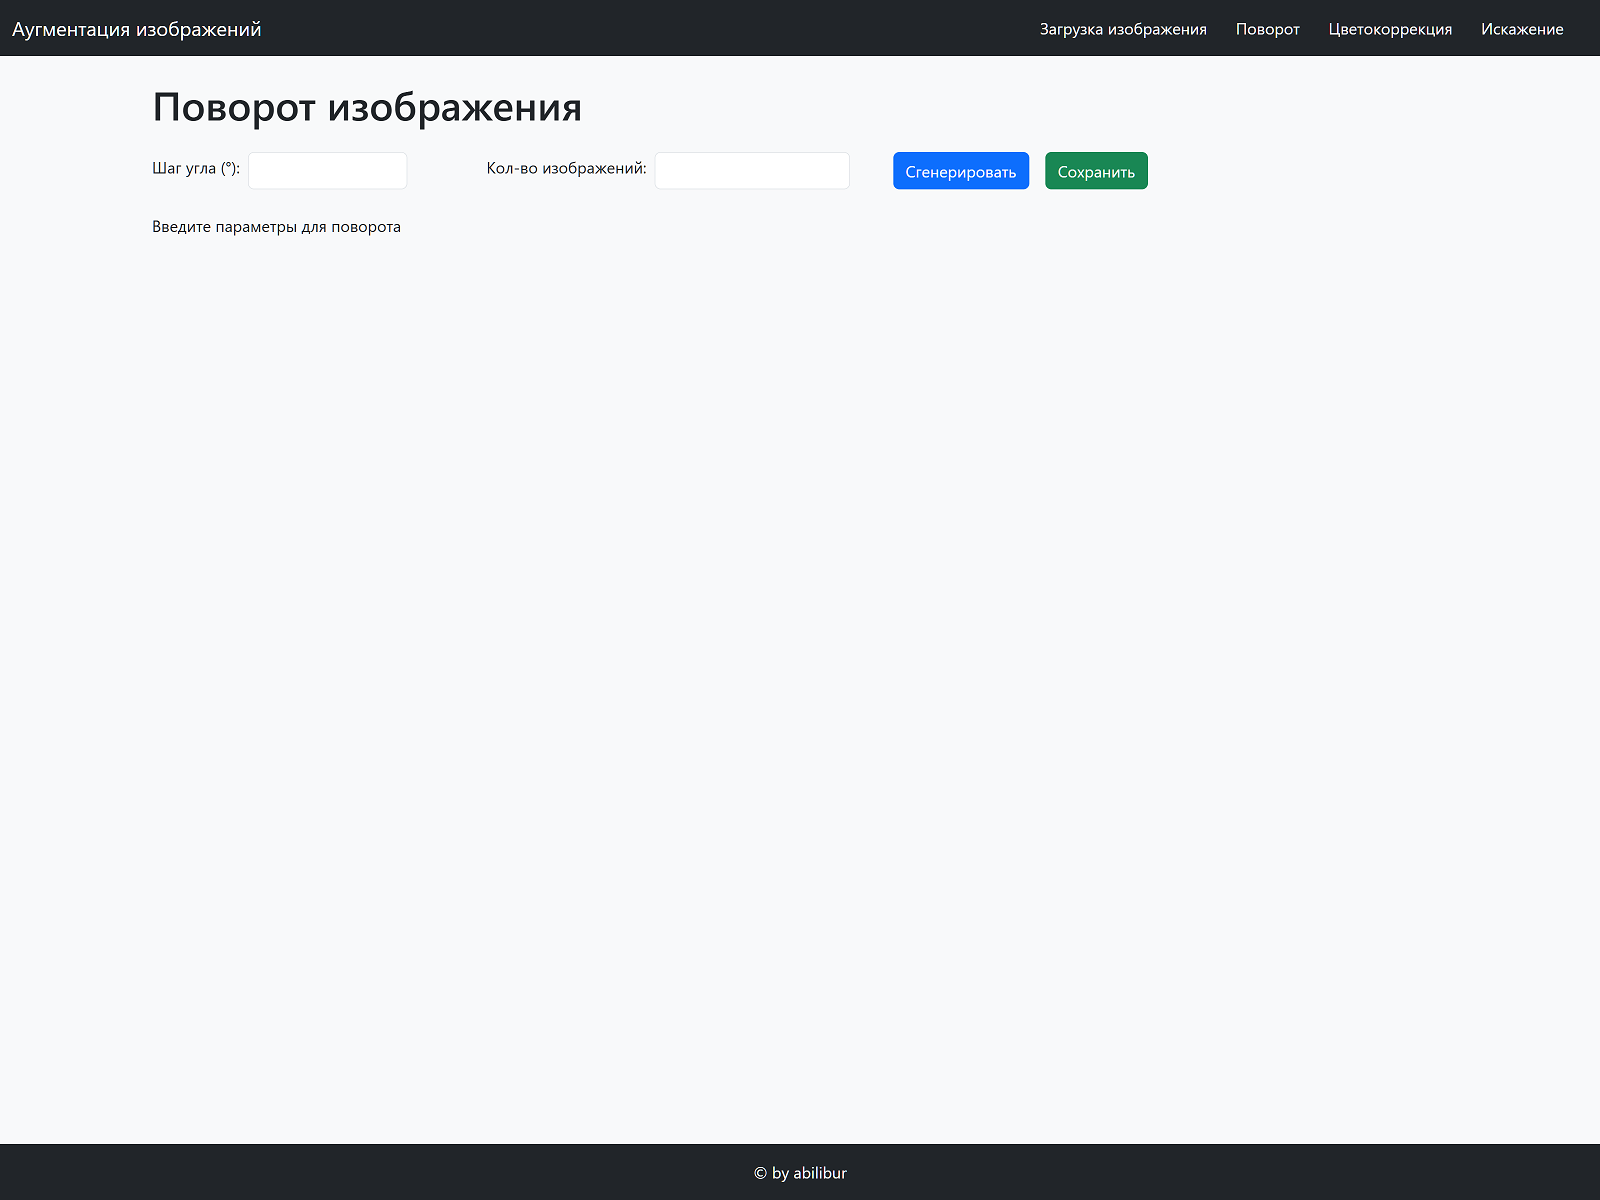 Аугментация изображений Загрузка изображения Поворот Цветокоррекция Искажение
Поворот изображения
Шаг угла (°): Кол-во изображений: Сгенерировать Сохранить
Введите параметры для поворота
© by abilibur